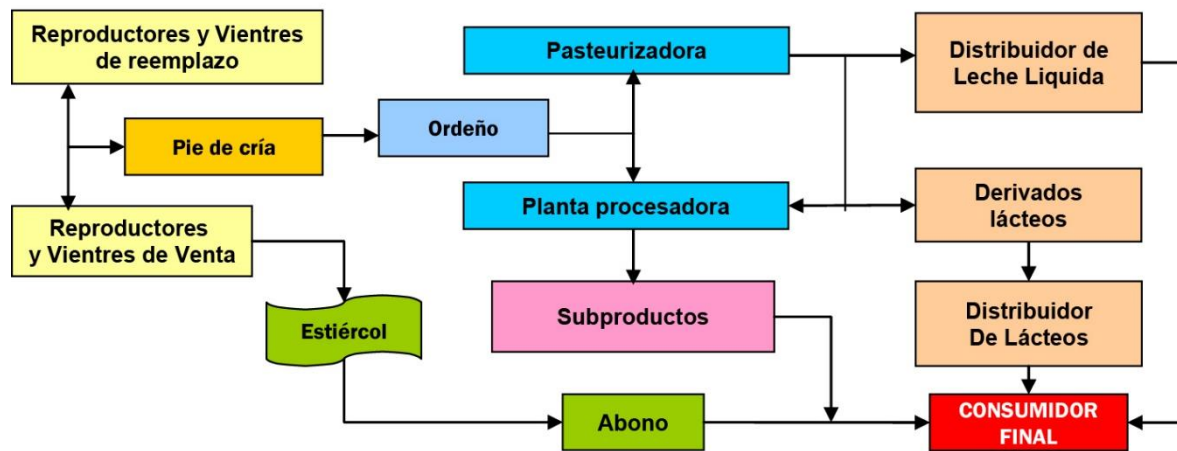 Reproductores y Vientres
de reemplazo
Pasteurizadora
Distribuidor de
Leche Liquida
Pie de cría
Ordeño
Reproductores
y Vientres de Venta
Planta procesadora
Derivados
lácteos
Estiércol
Subproductos
Distribuidor
De Lácteos
Abono
CONSUMIDOR
FINAL